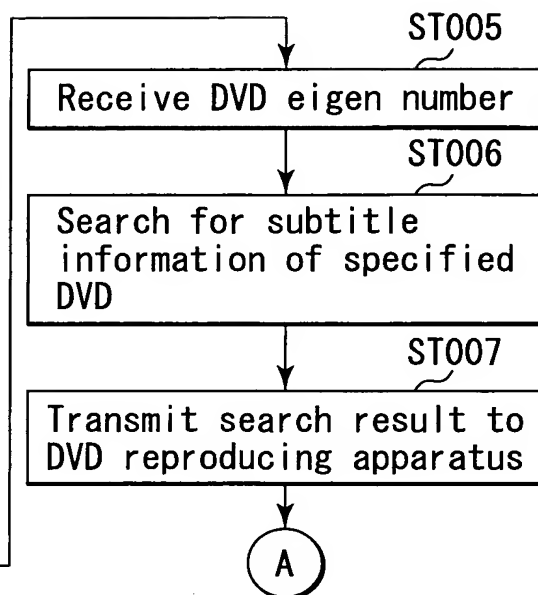 ST005
Receive DVD eigen number
ST006
Search for subtitle
information of specified
DVD
ST007
Transmit search result to
DVD reproducing apparatus
A